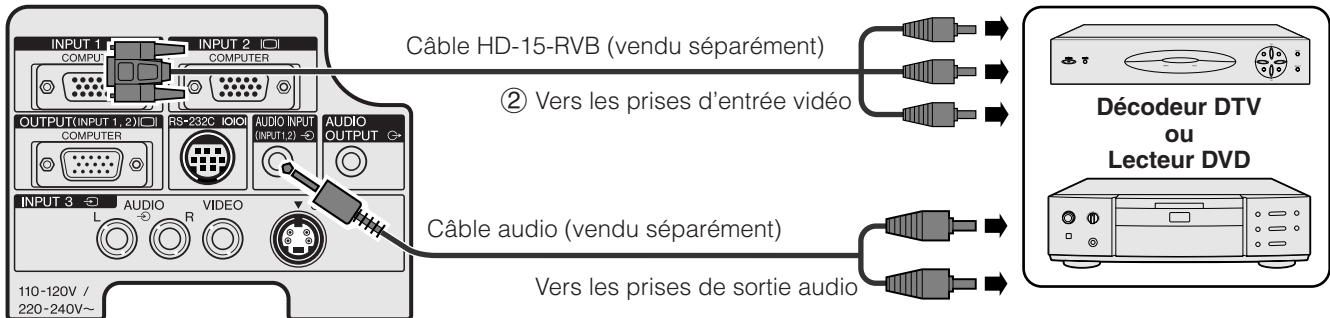 INPUT 1
INPUT 2
COMPUT
COMPUTER
OUTPUT(INPUT 1, 2)
COMPUTER
RS-232C IOIOI
AUDIO INPUT
(INPUT1,2)
AUDIO
OUTPUT
INPUT 3
AUDIO
L
R
VIDEO
110-120V /
220-240V~
Câble HD-15-RVB (vendu séparément)
② Vers les prises d'entrée vidéo
Câble audio (vendu séparément)
Vers les prises de sortie audio
Décodeur DTV
ou
Lecteur DVD